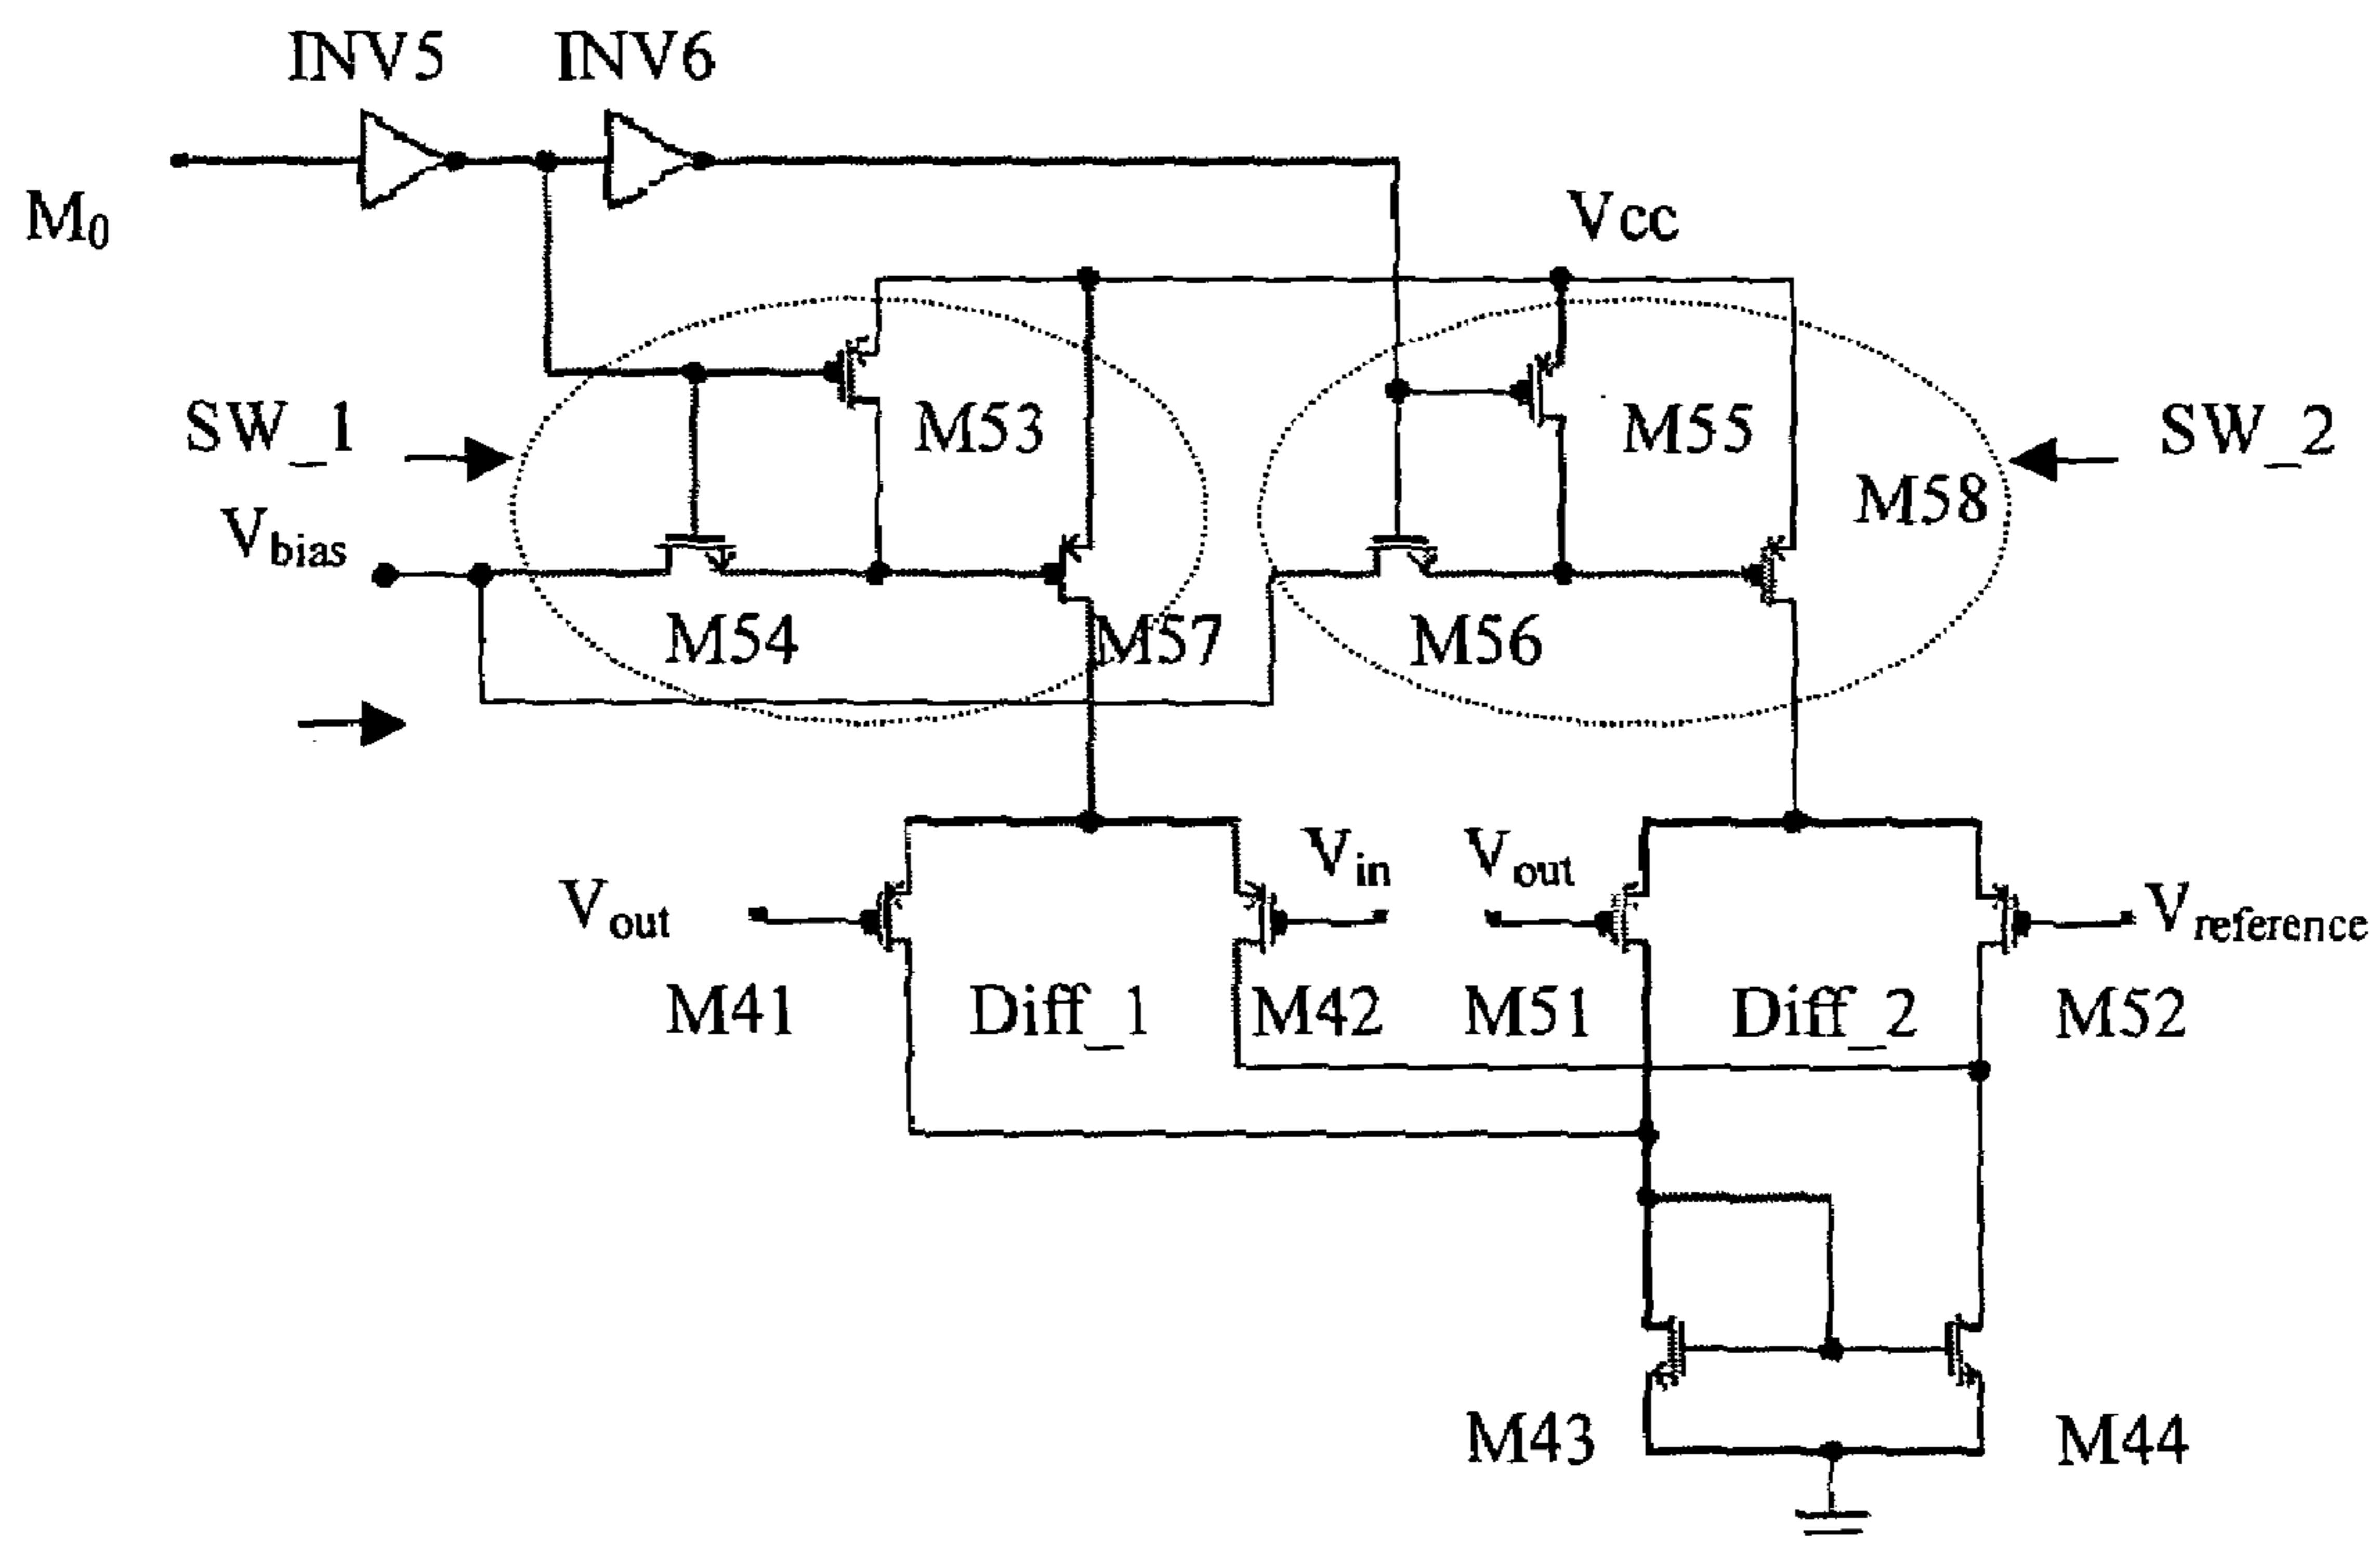 INV5 INV6
M0
Vcc
SW_1
M53
M55
SW_2
M58
Vbias
M54
M57
M56
Vout
Vin
Vout
Vreference
M41
Diff_1
M42
M51
Diff_2
M52
M43
M44